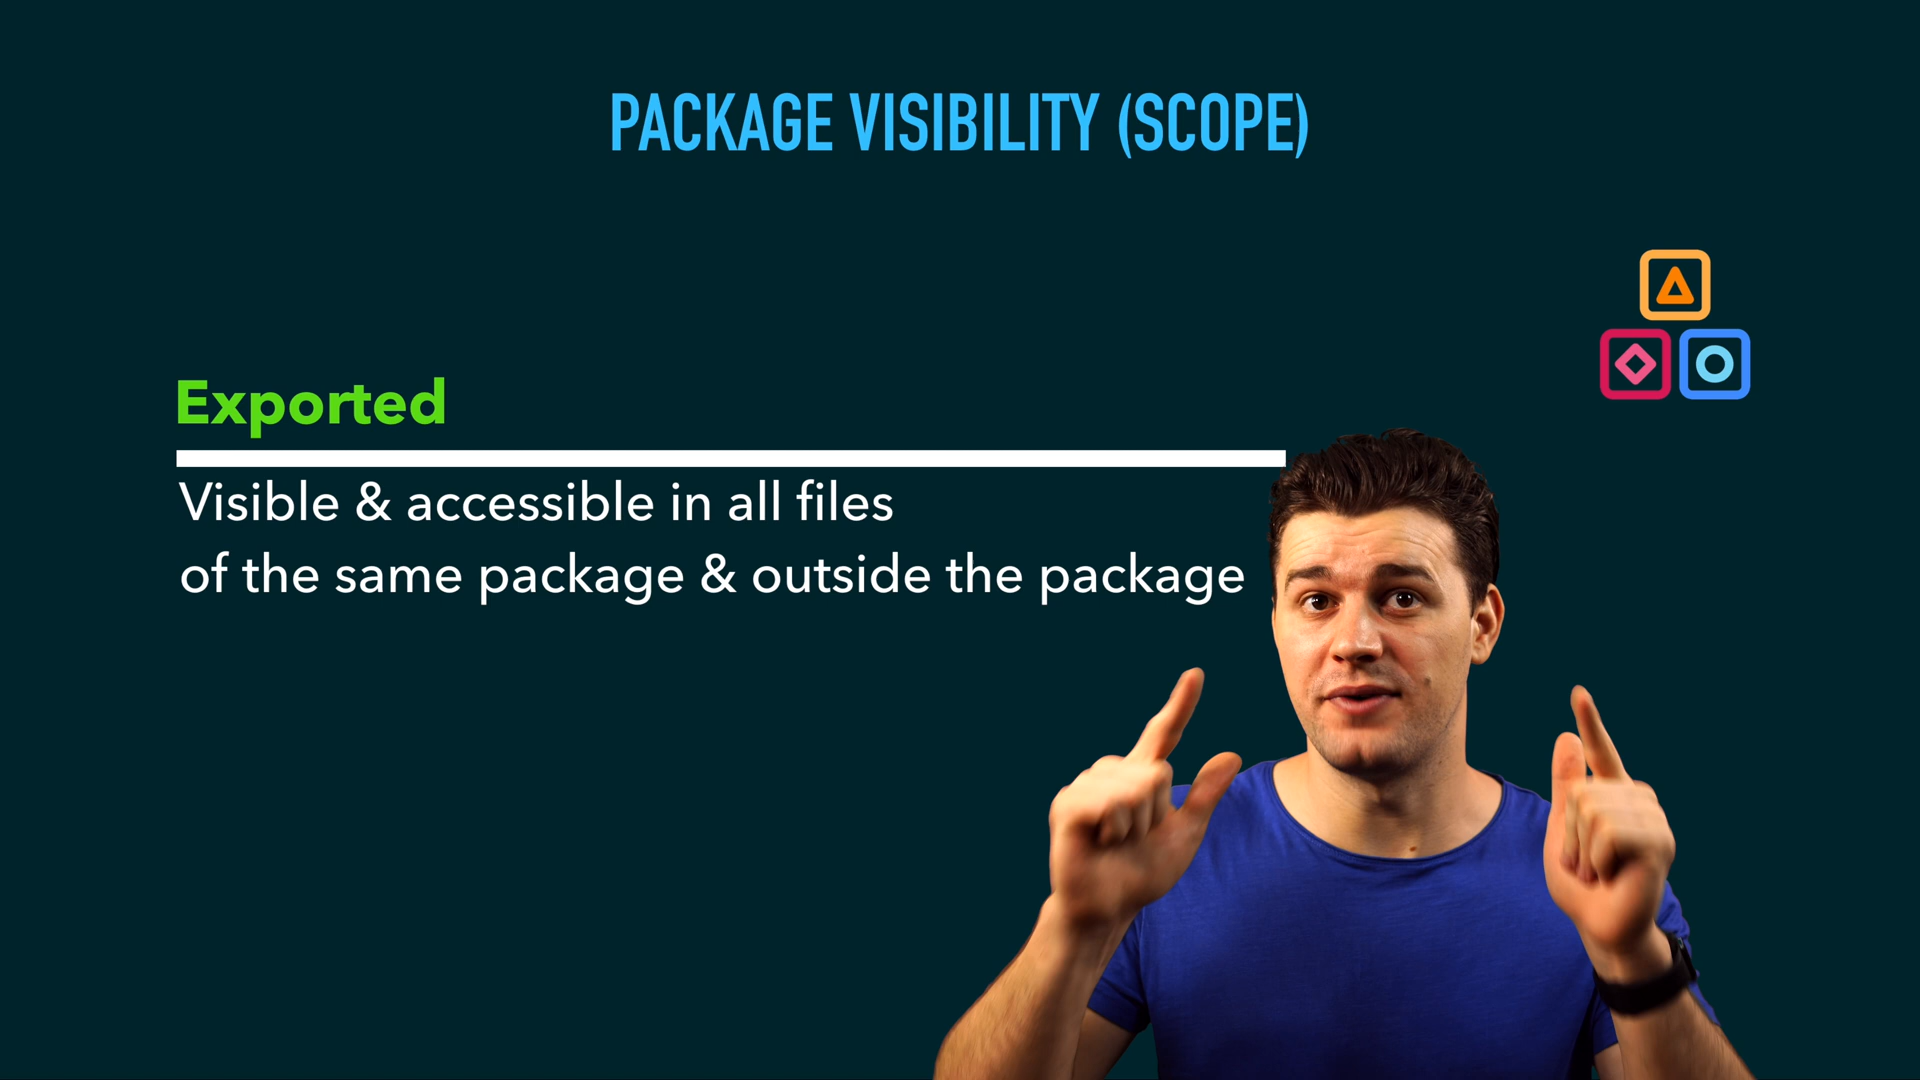 PACKAGE VISIBILITY (SCOPE)
Exported
Visible & accessible in all files
of the same package & outside the package